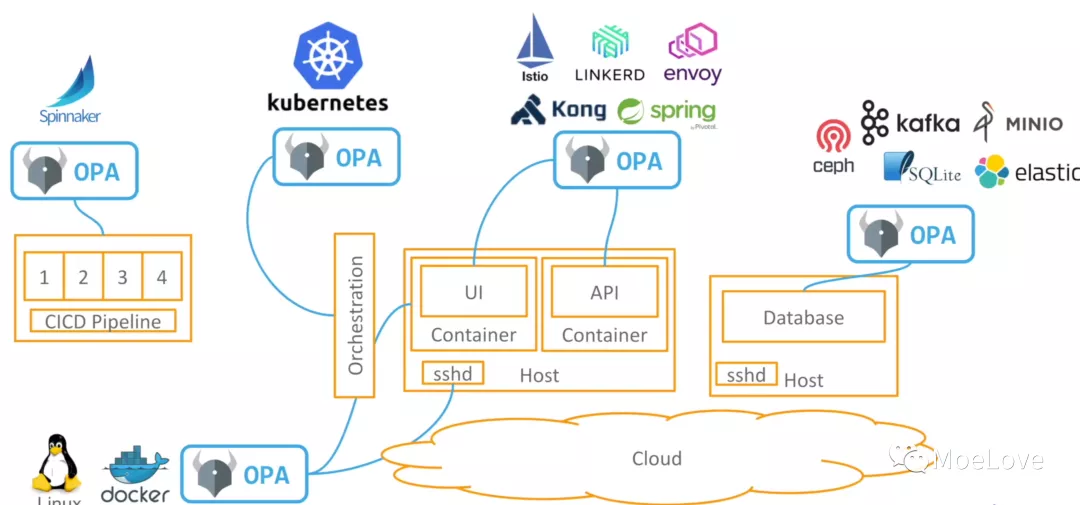 Spinnaker
OPA
1 2 3 4
CICD Pipeline
kubernetes
OPA
Orchestration
Istio
LINKERD
envoy
Kong
spring
by Pivotal.
OPA
UI
Container
API
Container
sshd
Host
ceph
kafka
MINIO
SQLite
elastic
OPA
Database
sshd
Host
Linux
docker
OPA
Cloud
MoeLove